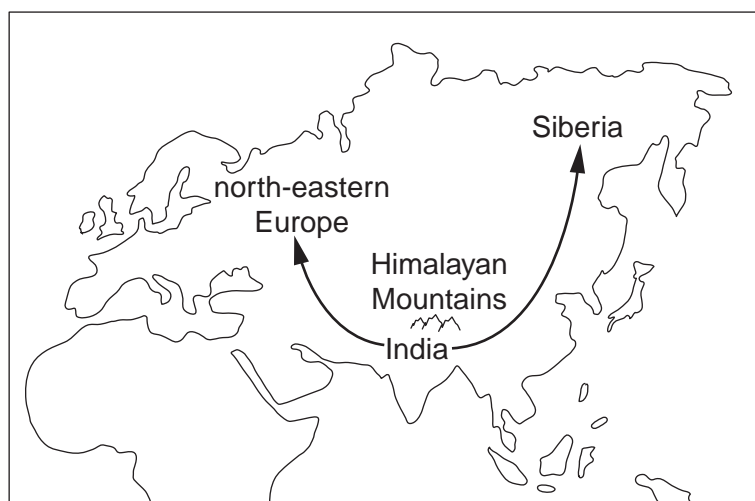 Siberia
north-eastern
Europe
Himalayan
Mountains
India